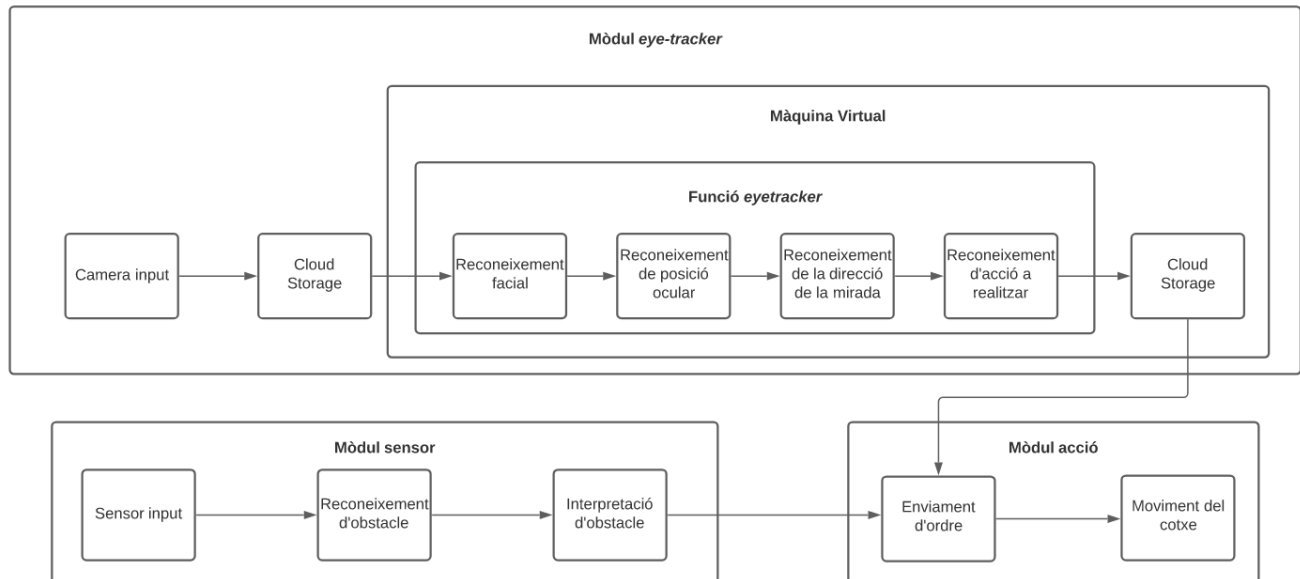 Mòdul eye-tracker
Màquina Virtual
Funció eyetracker
Camera input
Cloud
Storage
Reconeixement
facial
Reconeixement
de posició
ocular
Reconeixement
de la direcció
de la mirada
Reconeixement
d'acció a
realitzar
Cloud
Storage
Mòdul sensor
Sensor input
Reconeixement
d'obstacle
Interpretació
d'obstacle
Mòdul acció
Enviament
d'ordre
Moviment del
cotxe